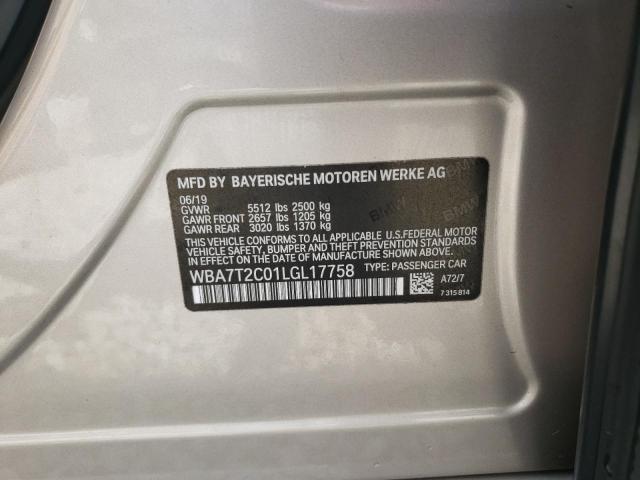 MFD BY BAYERISCHE MOTOREN WERKE AG
06/19
GVWR 5512 lbs 2500 kg
GAWR FRONT 2657 lbs 1205 kg
GAWR REAR 3020 lbs 1370 kg
THIS VEHICLE CONFORMS TO ALL APPLICABLE U.S.FEDERAL MOTOR
VEHICLE SAFETY, BUMPER AND THEFT PREVENTION STANDARDS
IN EFFECT ON THE DATE OF MANUFACTURE SHOWN ABOVE.
WBA7T2C01LGL17758 TYPE: PASSENGER CAR
A72/7
7 315 814
BMW
BMW
BMW